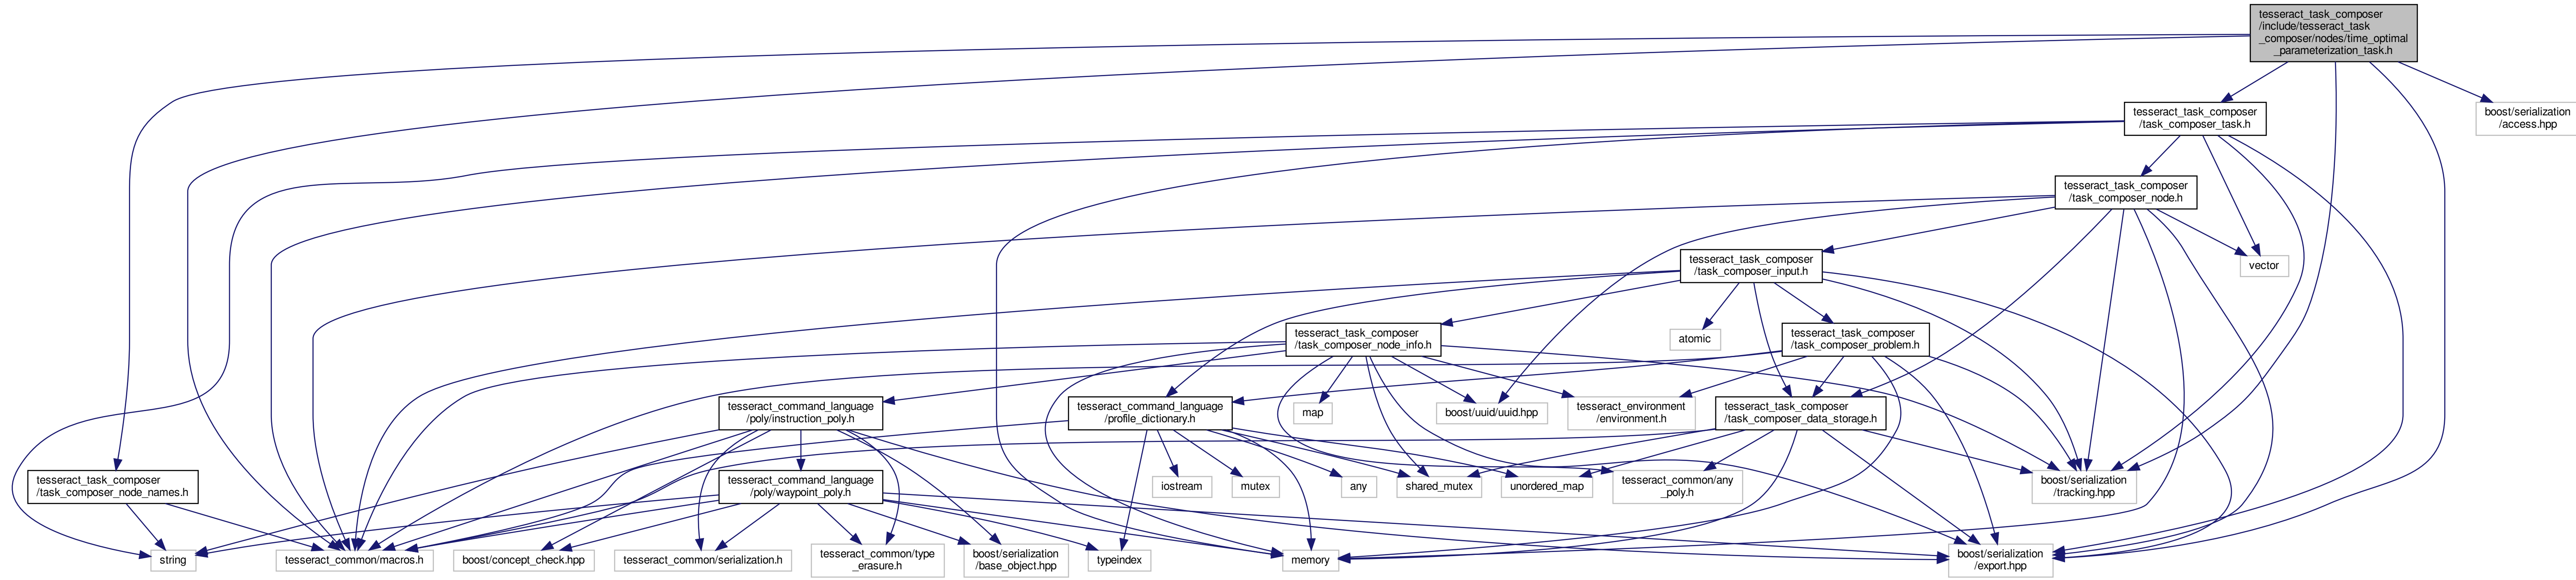 tesseract_task_composer
/include/tesseract_task
_composer/nodes/time_optimal
_parameterization_task.h
tesseract_task_composer
/task_composer_task.h
boost/serialization
/access.hpp
tesseract_task_composer
/task_composer_node.h
tesseract_task_composer
/task_composer_input.h
vector
tesseract_task_composer
/task_composer_node_info.h
atomic
tesseract_task_composer
/task_composer_problem.h
tesseract_command_language
/poly/instruction_poly.h
tesseract_command_language
/profile_dictionary.h
map
boost/uuid/uuid.hpp
tesseract_environment
/environment.h
tesseract_task_composer
/task_composer_data_storage.h
tesseract_task_composer
/task_composer_node_names.h
tesseract_command_language
/poly/waypoint_poly.h
iostream
mutex
any
shared_mutex
unordered_map
tesseract_common/any
_poly.h
boost/serialization
/tracking.hpp
string
tesseract_common/macros.h
boost/concept_check.hpp
tesseract_common/serialization.h
tesseract_common/type
_erasure.h
boost/serialization
/base_object.hpp
typeindex
memory
boost/serialization
/export.hpp